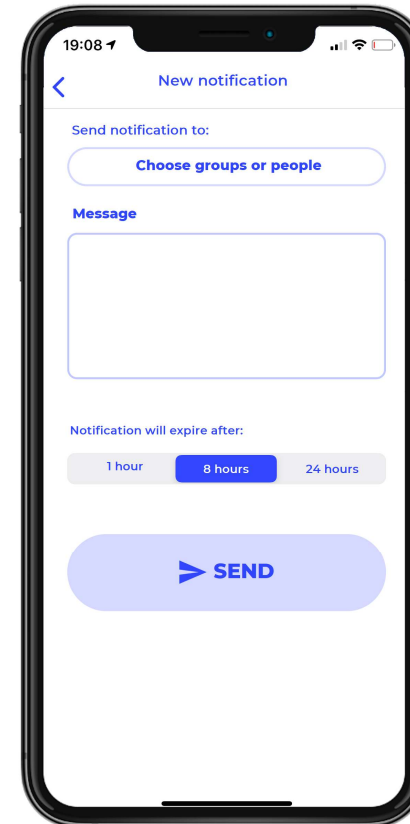 19:08
New notification
Send notification to:
Choose groups or people
Message
Notification will expire after:
1 hour 8 hours 24 hours
SEND